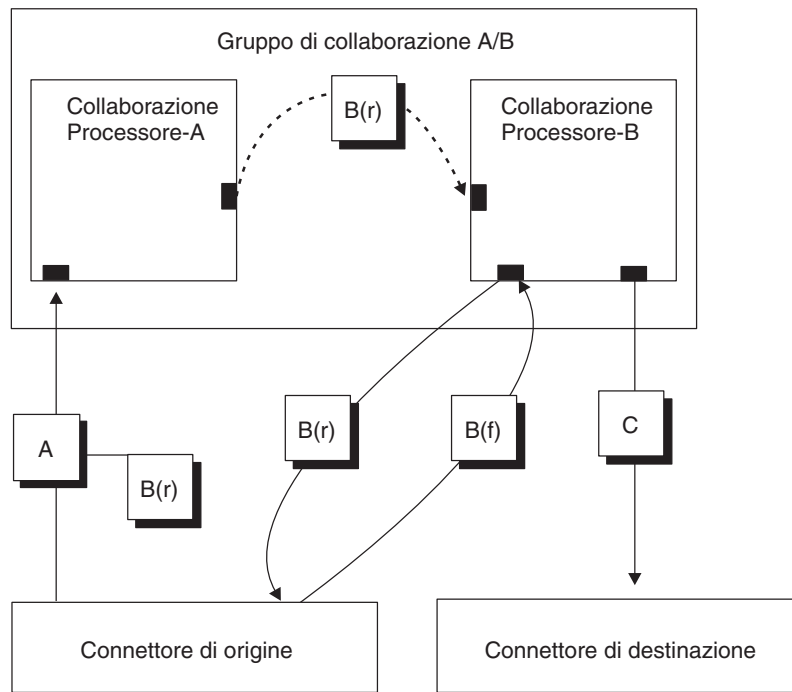 Gruppo di collaborazione A/B
Collaborazione
Processore-A
B(r)
Collaborazione
Processore-B
A
B(r)
B(r)
B(f)
C
Connettore di origine
Connettore di destinazione